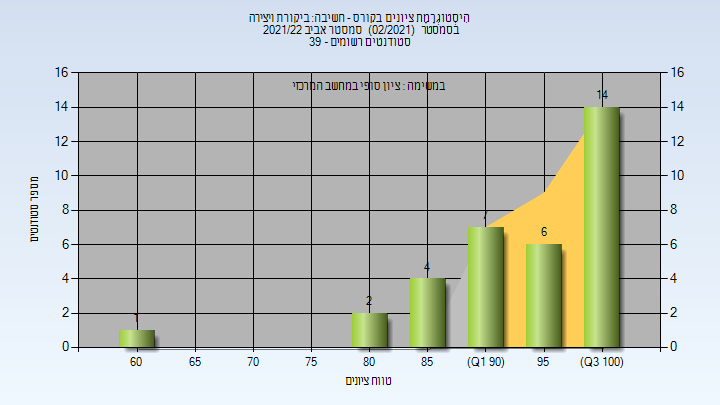 היסטוגרמת ציונים בקורס - חשיבה: ביקורת ויצירה
בסמסטר (02/2021) סמסטר אביב 2021/22
סטודנטים רשומים - 39
במשימה : ציון סופי במחשב המרכזי
16 16
14 14
12 12
10 10
8 8
6 6
4 4
2 2
0 0
מספר סטודנטים
1
2
4
7
6
14
60 65 70 75 80 85 (Q1 90) 95 (Q3 100)
טווח ציונים